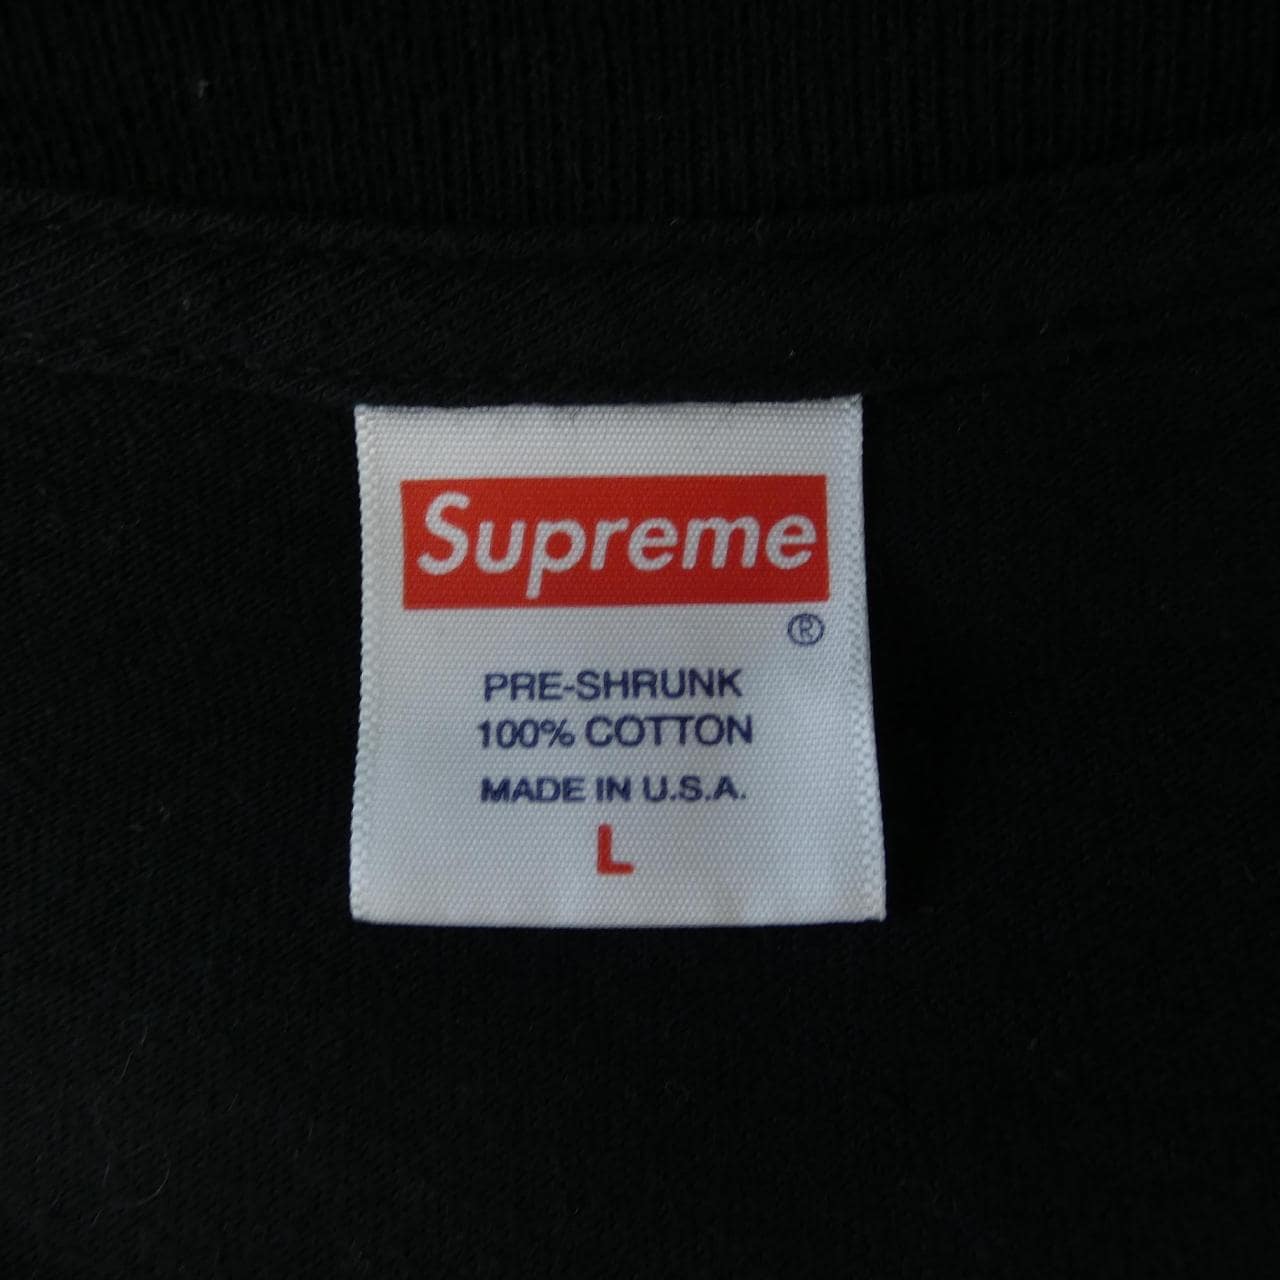 Supreme
®
PRE-SHRUNK
100% COTTON
MADE IN U.S.A.
L